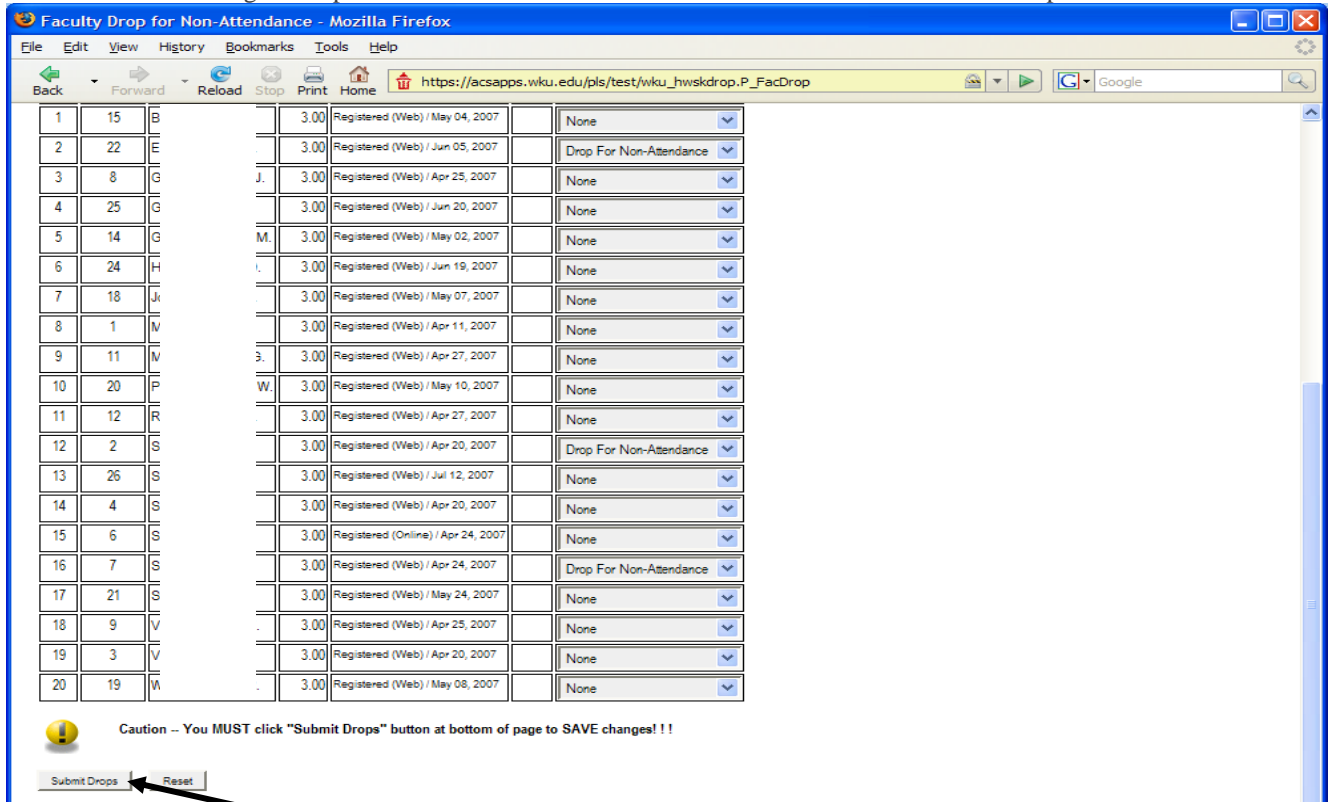 Faculty Drop for Non-Attendance - Mozilla Firefox
File Edit View History Bookmarks Tools Help
Back Forward Reload Stop Print Home https://acsapps.wku.edu/pls/test/wku_hwskdrop.P_FacDrop G Google
1 15 B 3.00 Registered (Web) / May 04, 2007 None
2 22 E 3.00 Registered (Web) / Jun 05, 2007 Drop For Non-Attendance
3 8 G J. 3.00 Registered (Web) / Apr 25, 2007 None
4 25 G 3.00 Registered (Web) / Jun 20, 2007 None
5 14 G M. 3.00 Registered (Web) / May 02, 2007 None
6 24 H 3.00 Registered (Web) / Jun 19, 2007 None
7 18 Jo 3.00 Registered (Web) / May 07, 2007 None
8 1 M 3.00 Registered (Web) / Apr 11, 2007 None
9 11 M G. 3.00 Registered (Web) / Apr 27, 2007 None
10 20 P W. 3.00 Registered (Web) / May 10, 2007 None
11 12 R 3.00 Registered (Web) / Apr 27, 2007 None
12 2 S 3.00 Registered (Web) / Apr 20, 2007 Drop For Non-Attendance
13 26 S 3.00 Registered (Web) / Jul 12, 2007 None
14 4 S 3.00 Registered (Web) / Apr 20, 2007 None
15 6 S 3.00 Registered (Online) / Apr 24, 2007 None
16 7 S 3.00 Registered (Web) / Apr 24, 2007 Drop For Non-Attendance
17 21 S 3.00 Registered (Web) / May 24, 2007 None
18 9 V . 3.00 Registered (Web) / Apr 25, 2007 None
19 3 V 3.00 Registered (Web) / Apr 20, 2007 None
20 19 W . 3.00 Registered (Web) / May 08, 2007 None
Caution -- You MUST click "Submit Drops" button at bottom of page to SAVE changes! ! !
Submit Drops Reset